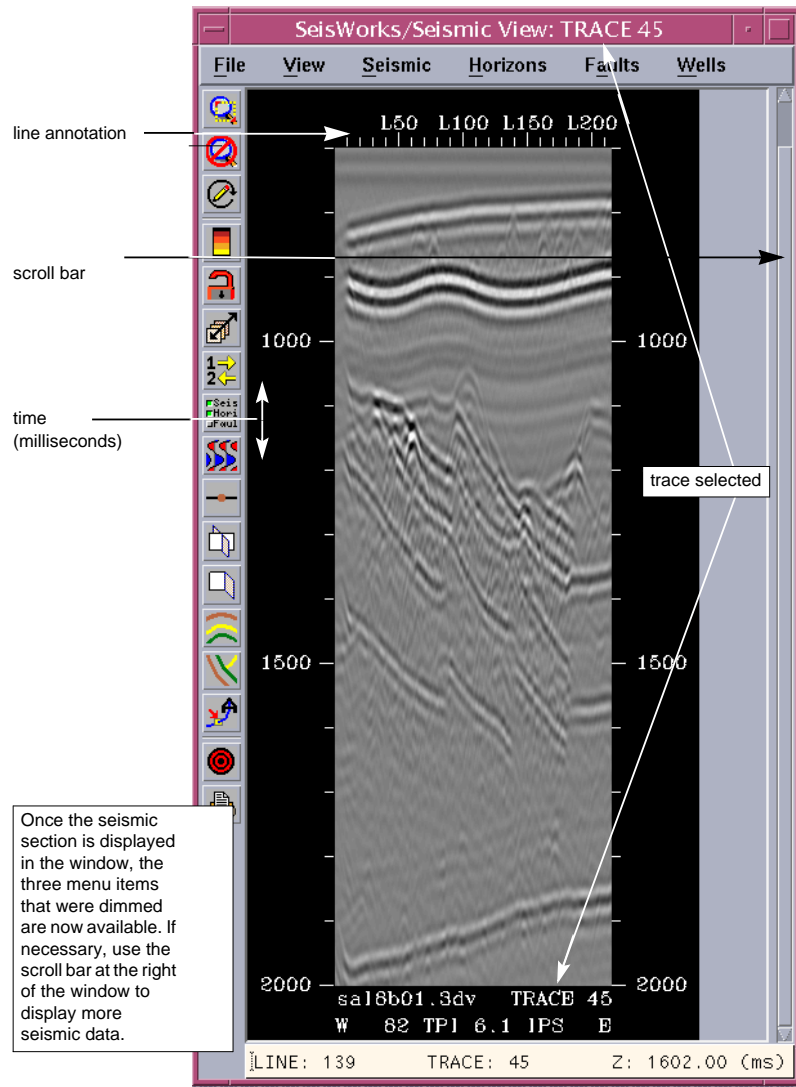 SeisWorks/Seismic View: TRACE 45
File View Seismic Horizons Faults Wells
line annotation
L50 L100 L150 L200
scroll bar
1000 1000
1 2
Seis
Hori
Faul
time
(milliseconds)
trace selected
1500 1500
A
Once the seismic
section is displayed
in the window, the
three menu items
that were dimmed
are now available. If
necessary, use the
scroll bar at the right
of the window to
display more
seismic data.
2000 2000
sal8b01.3dv TRACE 45
W 82 TPI 6.1 IPS E
LINE: 139 TRACE: 45 Z: 1602.00 (ms)